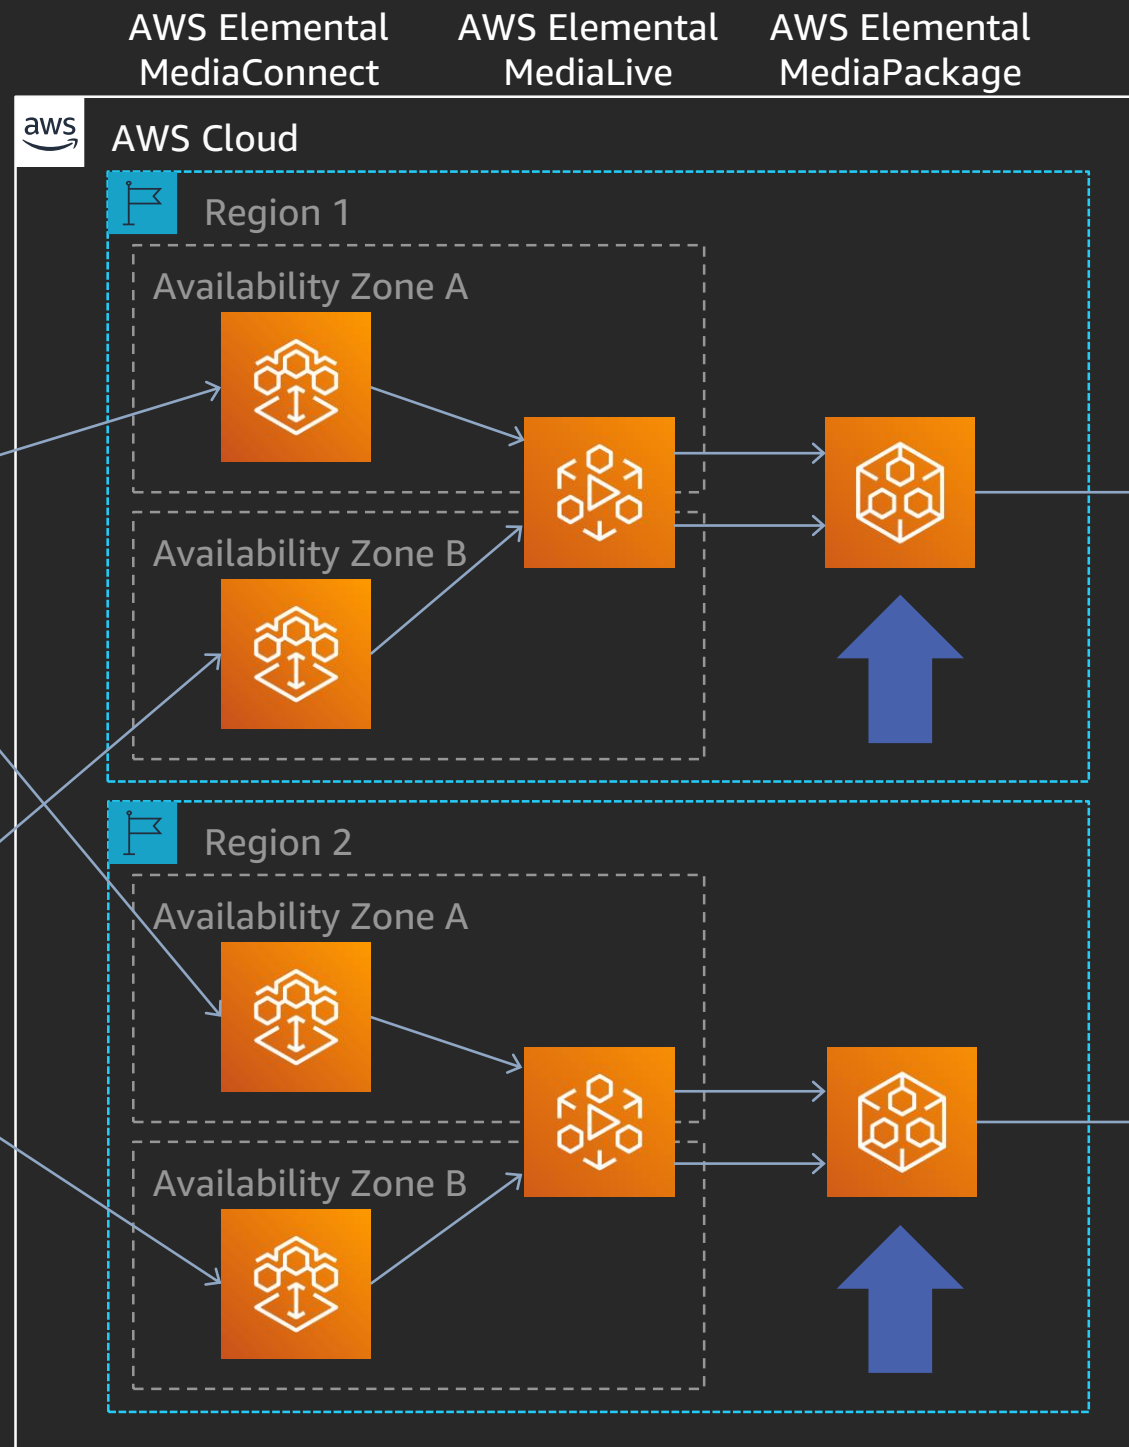 AWS Elemental
MediaConnect
AWS Elemental
MediaLive
AWS Elemental
MediaPackage
aws
AWS Cloud
Region 1
Availability Zone A
Availability Zone B
Region 2
Availability Zone A
Availability Zone B